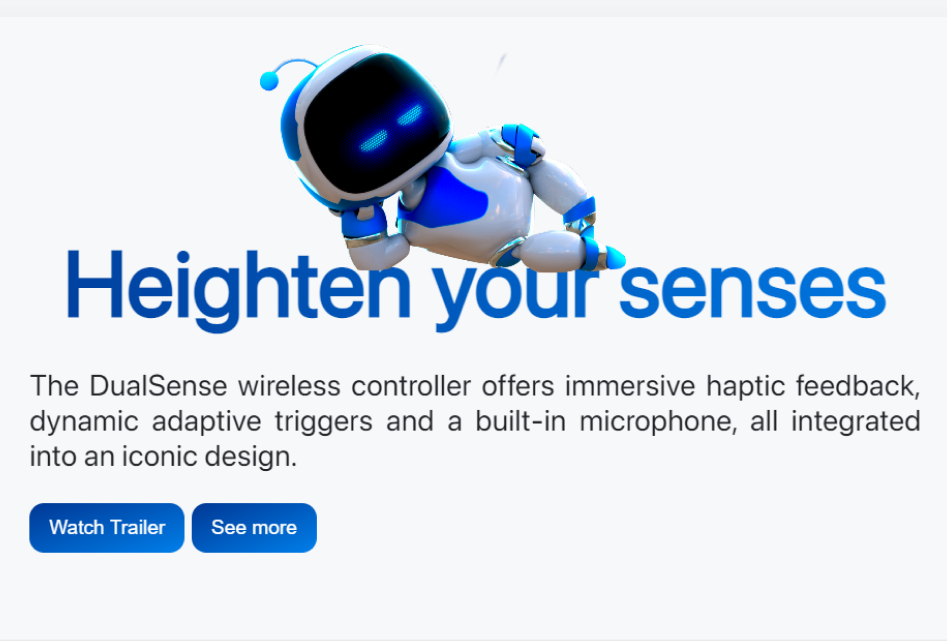 Heighten your senses
The DualSense wireless controller offers immersive haptic feedback,
dynamic adaptive triggers and a built-in microphone, all integrated
into an iconic design.
Watch Trailer See more